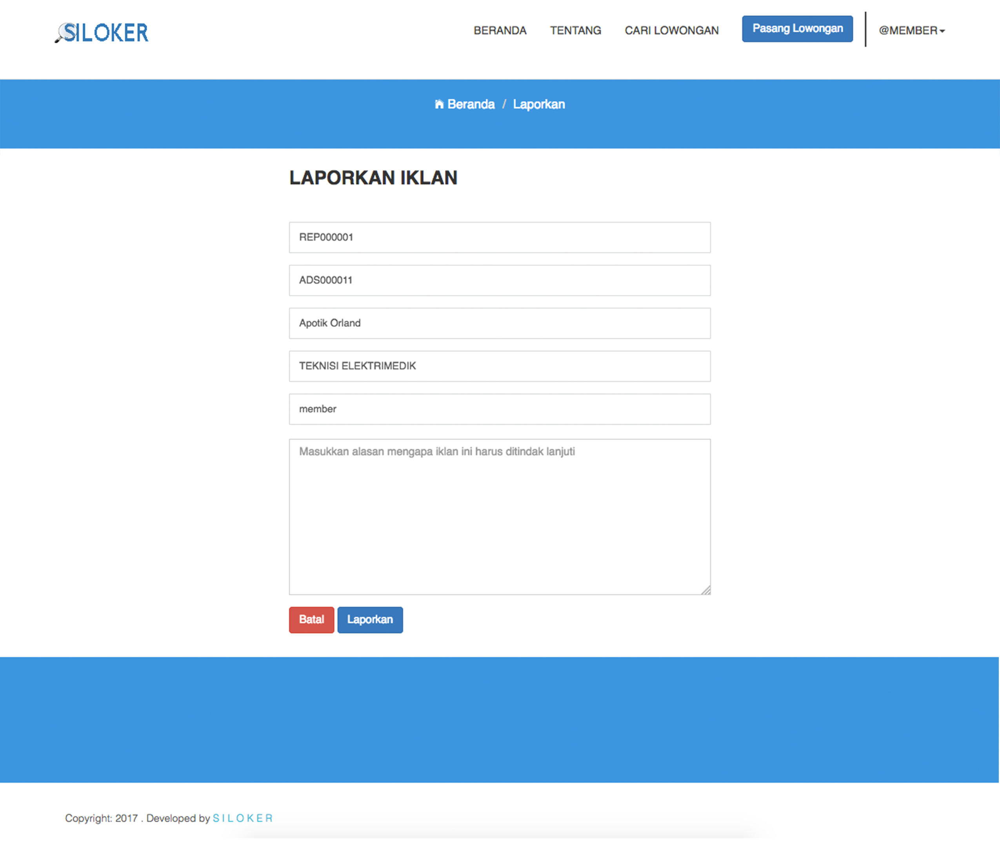 SILOKER
BERANDA TENTANG CARI LOWONGAN Pasang Lowongan @MEMBER
Beranda / Laporkan
LAPORKAN IKLAN
REP000001
ADS000011
Apotik Orland
TEKNISI ELEKTRIMEDIK
member
Masukkan alasan mengapa iklan ini harus ditindak lanjuti
Batal Laporkan
Copyright: 2017 . Developed by S I L O K E R